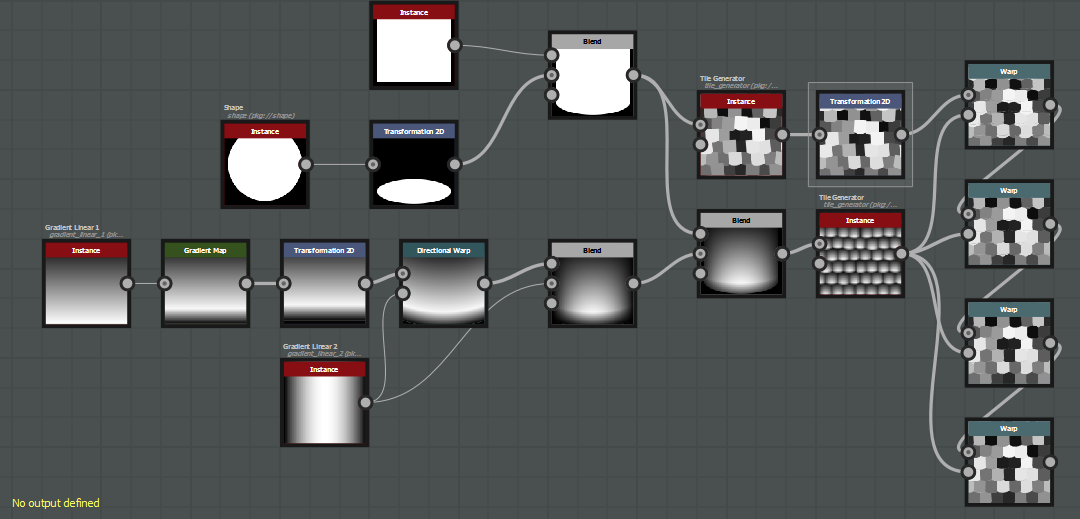 Instance
Blend
Shape
shape (pkg://shape)
Instance
Transformation 2D
Tile Generator
tile_generator (pkg:/...
Instance
Transformation 2D
Warp
Gradient Linear 1
gradient_linear_1 (pk...
Instance
Gradient Map
Transformation 2D
Directional Warp
Blend
Blend
Tile Generator
tile_generator (pkg:/...
Instance
Warp
Gradient Linear 2
gradient_linear_2 (pk...
Instance
Warp
Warp
No output defined